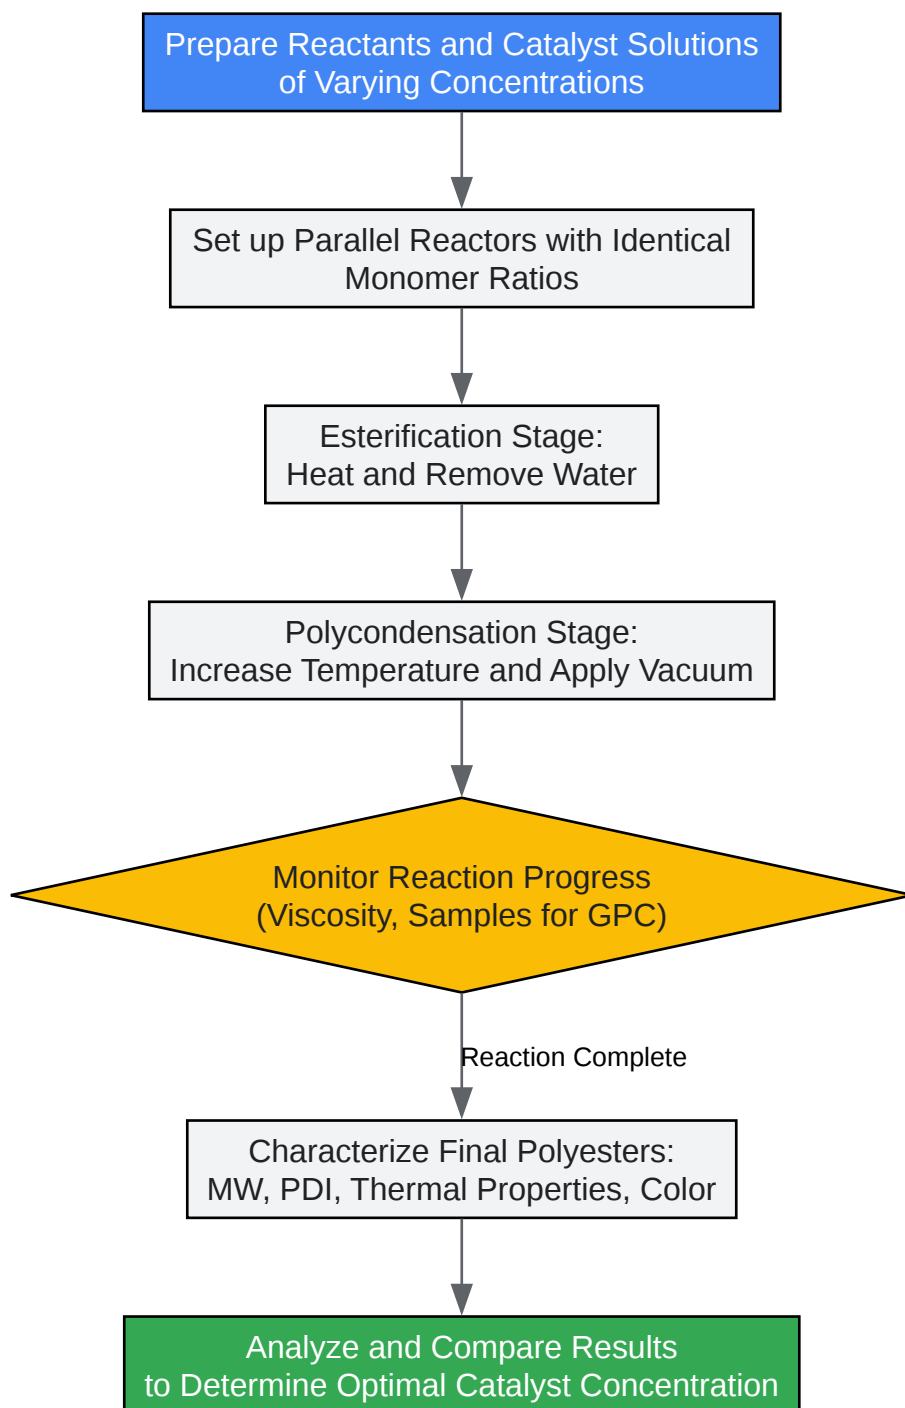 Prepare Reactants and Catalyst Solutions
of Varying Concentrations
Set up Parallel Reactors with Identical
Monomer Ratios
Esterification Stage:
Heat and Remove Water
Polycondensation Stage:
Increase Temperature and Apply Vacuum
Monitor Reaction Progress
(Viscosity, Samples for GPC)
Reaction Complete
Characterize Final Polyesters:
MW, PDI, Thermal Properties, Color
Analyze and Compare Results
to Determine Optimal Catalyst Concentration